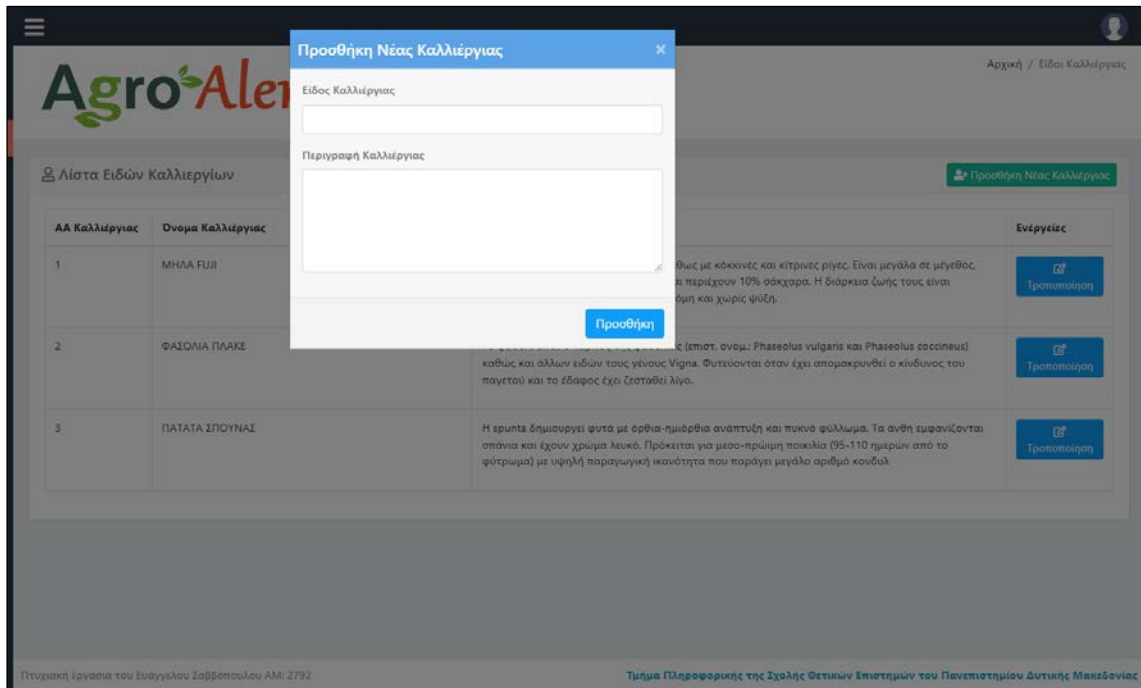 Προσθήκη Νέας Καλλιέργιας ×
Αρχική / Είδοι Καλλιέργιας
Agro Aler
Είδος Καλλιέργιας
Περιγραφή Καλλιέργιας
Λίστα Ειδών Καλλιεργίων
Προσθήκη Νέας Καλλιέργιας
ΑΑ Καλλιέργιας Όνομα Καλλιέργιας Ενέργείες
1 ΜΗΛΑ FUJI
θως με κόκκινες και κίτρινες ρίγες. Είναι μεγάλα σε μέγεθος,
ι περιέχουν 10% σάκχαρα. Η διάρκεια ζωής τους είναι
όμη και χωρίς ψύξη.
Τροποποίηση
Προσθήκη
2 ΦΑΣΟΛΙΑ ΠΛΑΚΕ
(επιστ. ονομ.: Phaseolus vulgaris και Phaseolus coccineus)
καθώς και άλλων ειδών τους γένους Vigna. Φυτεύονται όταν έχει απομακρυνθεί ο κίνδυνος του
παγετού και το έδαφος έχει ζεσταθεί λίγο.
Τροποποίηση
3 ΠΑΤΑΤΑ ΣΠΟΥΝΑΣ
Η spunta δημιουργεί φυτά με όρθια-ημιόρθια ανάπτυξη και πυκνό φύλλωμα. Τα άνθη εμφανίζονται
σπάνια και έχουν χρώμα λευκό. Πρόκειται για μεσο-πρώιμη ποικιλία (95-110 ημερών από το
φύτρωμα) με υψηλή παραγωγική ικανότητα που παράγει μεγάλο αριθμό κονδυλ
Τροποποίηση
Πτυχιακή έργασια του Ευάγγελου Σαββόπουλου ΑΜ: 2792
Τμήμα Πληροφορικής της Σχολής Θετικών Επιστημών του Πανεπιστημίου Δυτικής Μακεδονίας